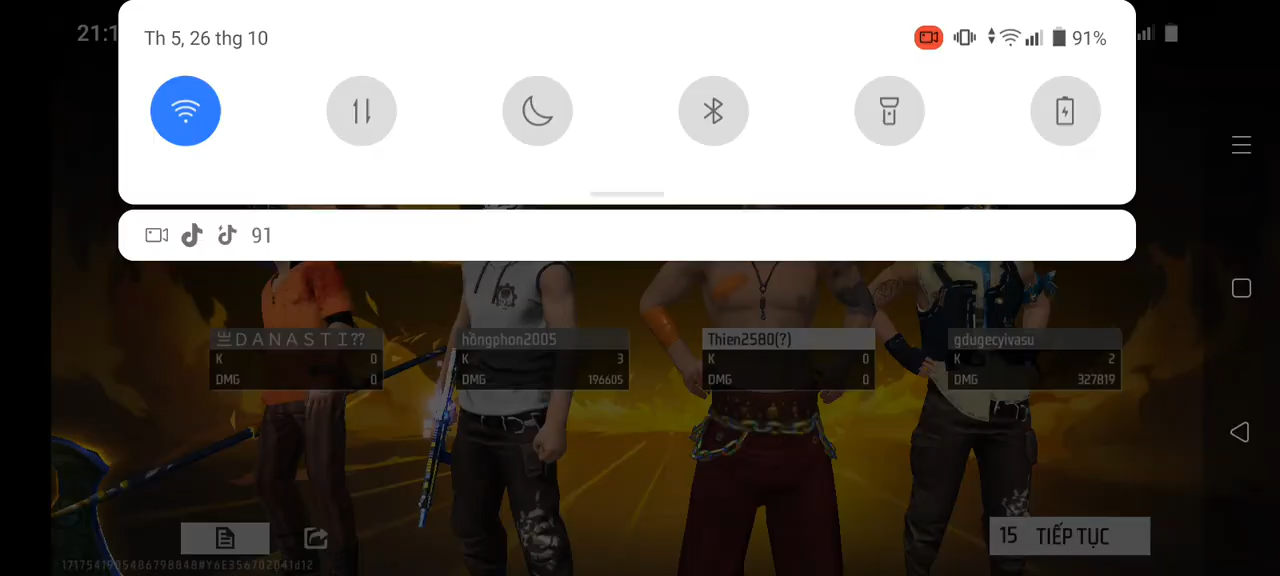 21:1
Th 5, 26 thg 10
91%
91
DANASTI??
K 0
DMG 0
hồngphon2005
K 3
DMG 196605
Thien2580(?)
K 0
DMG 0
gdugecyivasu
K 2
DMG 327819
15 TIẾP TỤC